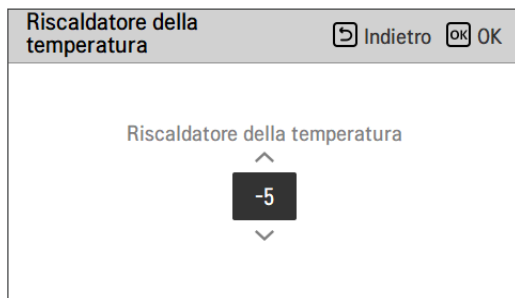 Riscaldatore della
temperatura
Indietro OK OK
Riscaldatore della temperatura
-5